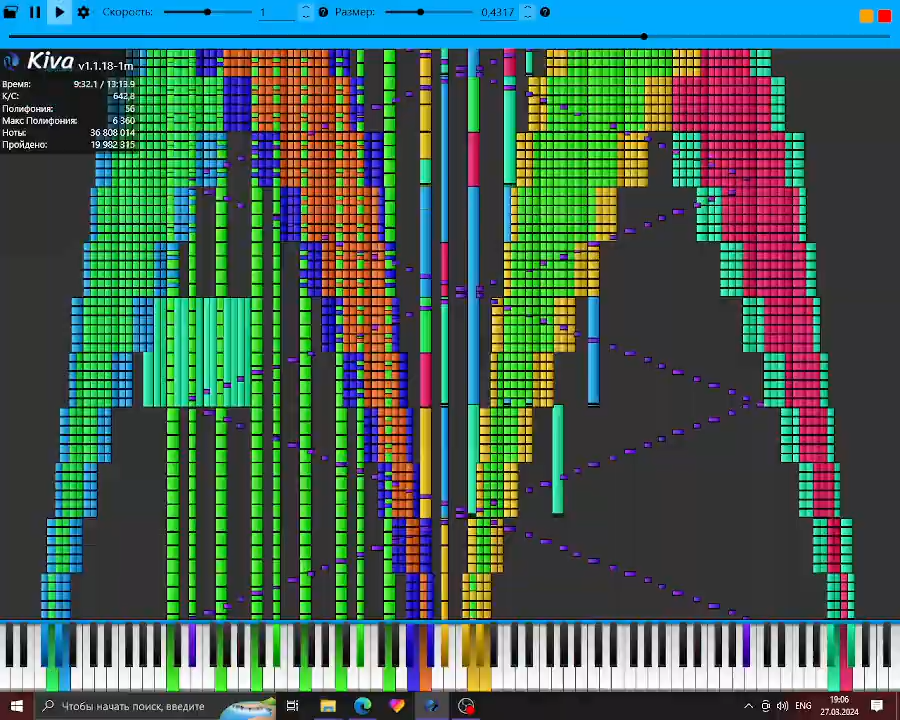 Скорость: 1 Размер: 0,4317
Kiva v1.1.18-1m
Время: 9:32.1 / 13:13.9
К/С: 642,8
Полифония: 56
Макс Полифония: 6 360
Ноты: 36 808 014
Пройдено: 19 982 315
Чтобы начать поиск, введите
ENG
19:06
27.03.2024